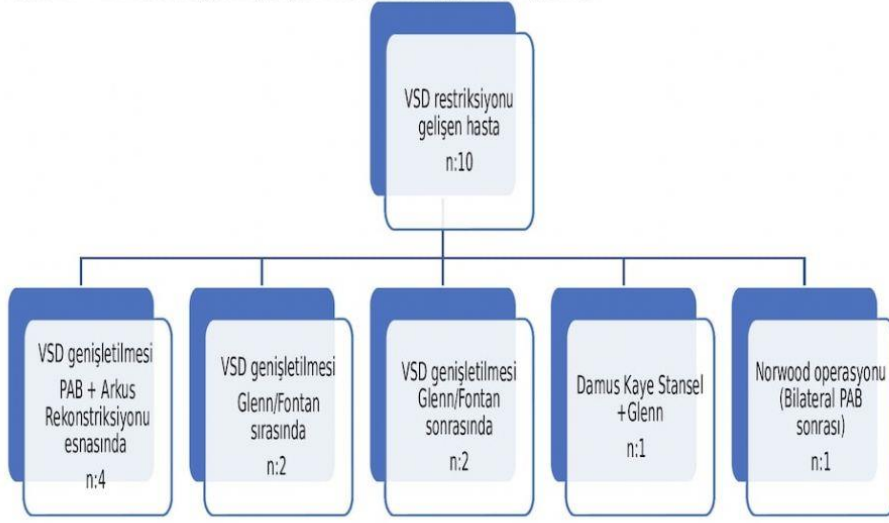 VSD restriksiyonu
gelişen hasta
n:10
VSD genişletilmesi
PAB + Arkus
Rekonstriksiyonu
esnasında
n:4
VSD genişletilmesi
Glenn/Fontan
sırasında
n:2
VSD genişletilmesi
Glenn/Fontan
sonrasında
n:2
Damus Kaye Stansel
+Glenn
n:1
Norwood operasyonu
(Bilateral PAB
sonrası)
n:1